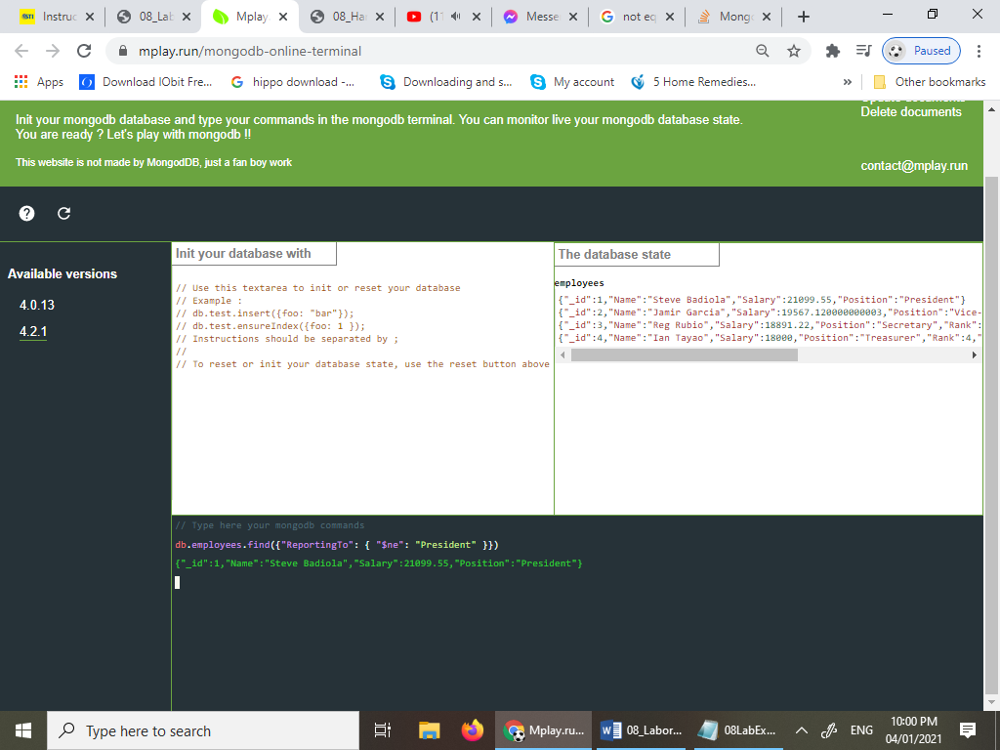 Instruc
08_Lab
Mplay.
08_Ha
(1
Messe
not eq
Mongo
mplay.run/mongodb-online-terminal
Paused
Apps
Download IObit Fre...
hippo download -...
Downloading and s...
My account
5 Home Remedies...
»
Other bookmarks
Update documents
Init your mongodb database and type your commands in the mongodb terminal. You can monitor live your mongodb database state.
Delete documents
You are ready ? Let's play with mongodb !!
This website is not made by MongodDB, just a fan boy work
contact@mplay.run
Available versions
4.0.13
4.2.1
Init your database with
// Use this textarea to init or reset your database
// Example :
// db.test.insert({foo: "bar"});
// db.test.ensureIndex({foo: 1 });
// Instructions should be separated by ;
//
// To reset or init your database state, use the reset button above
The database state
employees
{"_id":1,"Name":"Steve Badiola","Salary":21099.55,"Position":"President"}
{"_id":2,"Name":"Jamir Garcia","Salary":19567.120000000003,"Position":"Vice-
{"_id":3,"Name":"Reg Rubio","Salary":18891.22,"Position":"Secretary","Rank":
{"_id":4,"Name":"Ian Tayao","Salary":18000,"Position":"Treasurer","Rank":4,"
// Type here your mongodb commands
db.employees.find({"ReportingTo": { "$ne": "President" }})
{"_id":1,"Name":"Steve Badiola","Salary":21099.55,"Position":"President"}
Type here to search
Mplay.ru...
08_Labor...
08LabEx...
ENG
10:00 PM
04/01/2021